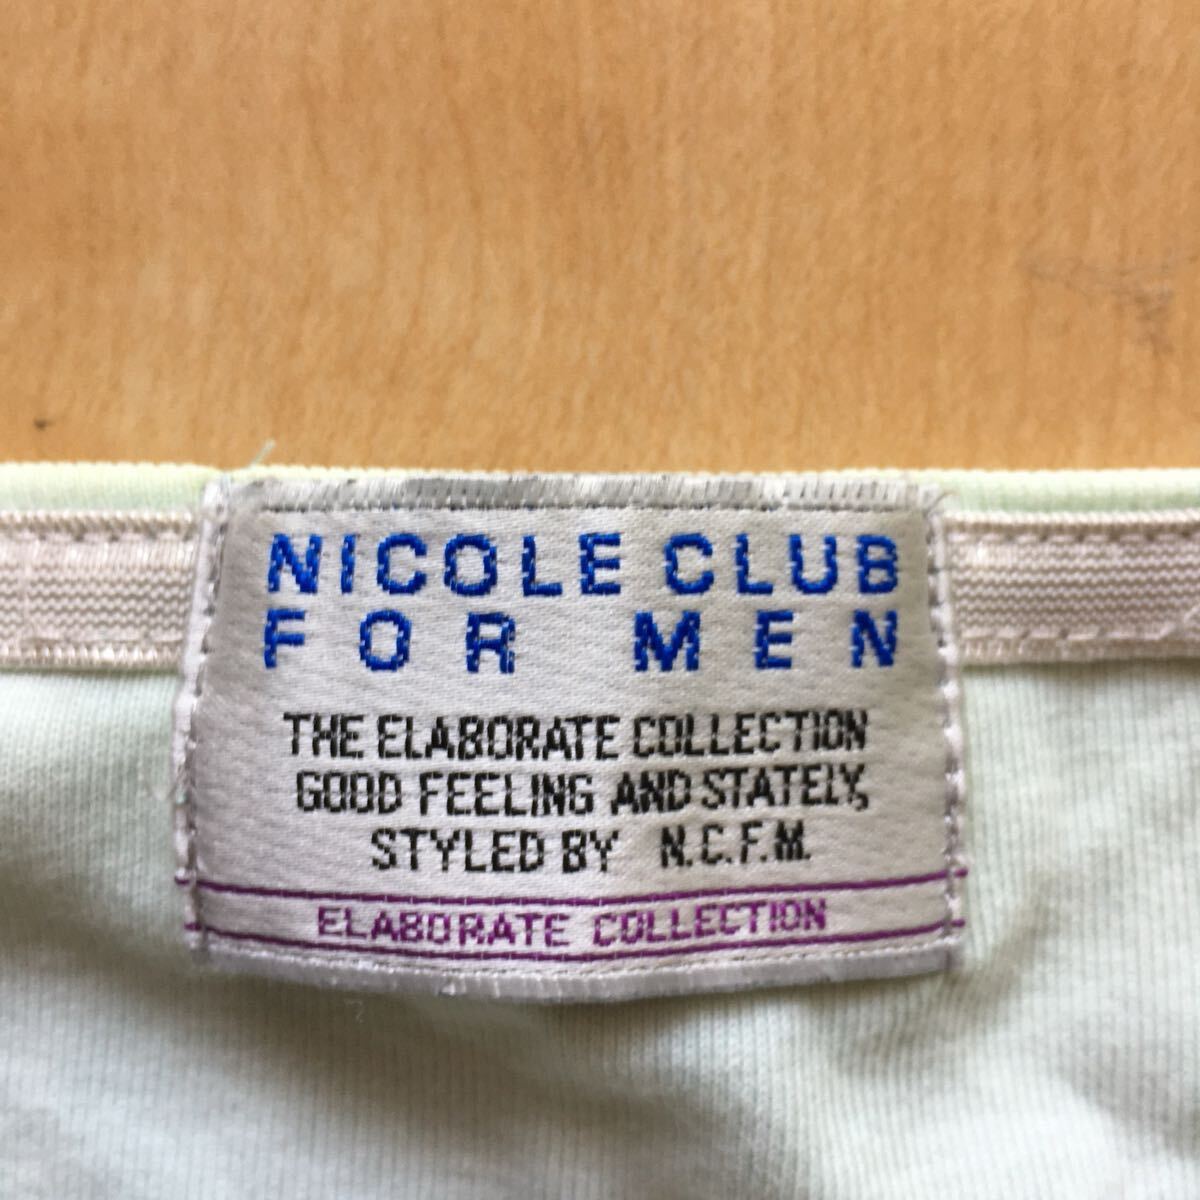 NICOLE CLUB
FOR MEN
THE ELABORATE COLLECTION
GOOD FEELING AND STATELY,
STYLED BY N.C.F.M.
ELABORATE COLLECTION